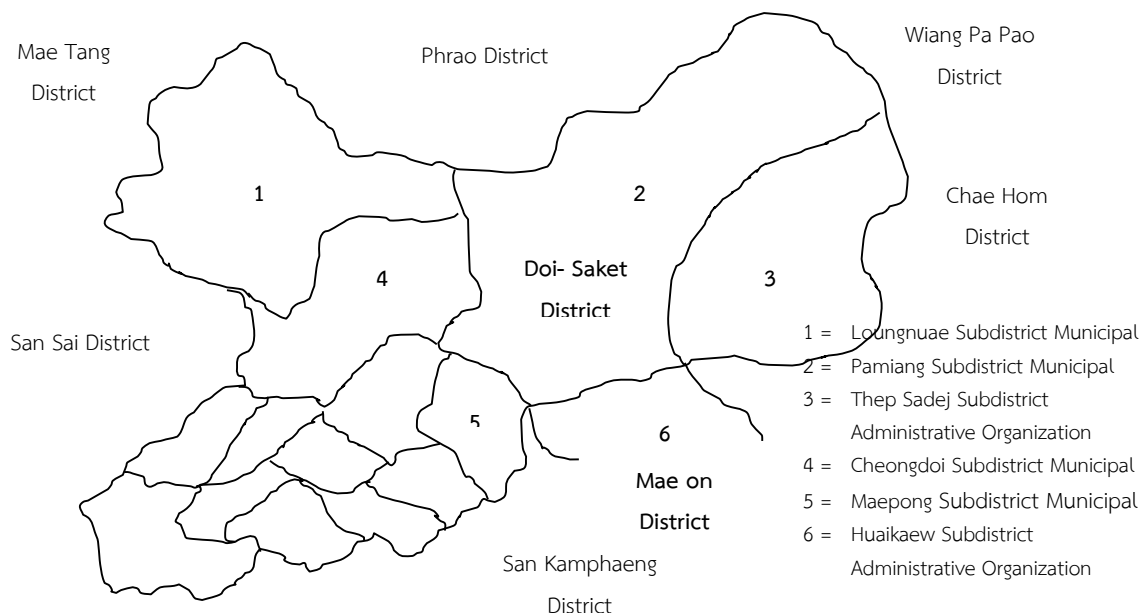 Mae Tang
District
Phrao District
Wiang Pa Pao
District
1
2
Chae Hom
District
4
Doi- Saket
District
3
San Sai District
1 = Loungnuae Subdistrict Municipal
2 = Pamiang Subdistrict Municipal
3 = Thep Sadej Subdistrict
Administrative Organization
4 = Cheongdoi Subdistrict Municipal
5 = Maepong Subdistrict Municipal
6 = Huaikaew Subdistrict
Administrative Organization
5
6
Mae on
District
San Kamphaeng
District